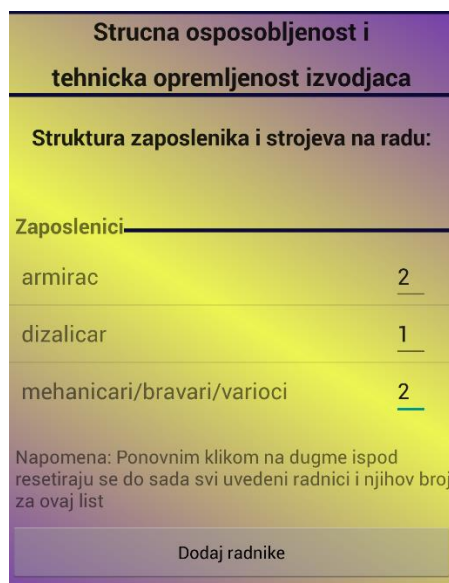 Strucna osposobljenost i
tehnicka opremljenost izvodjaca
Struktura zaposlenika i strojeva na radu:
Zaposlenici
armirac 2
dizalicar 1
mehanicari/bravari/varioci 2
Napomena: Ponovnim klikom na dugme ispod
resetiraju se do sada svi uvedeni radnici i njihov broj
za ovaj list
Dodaj radnike